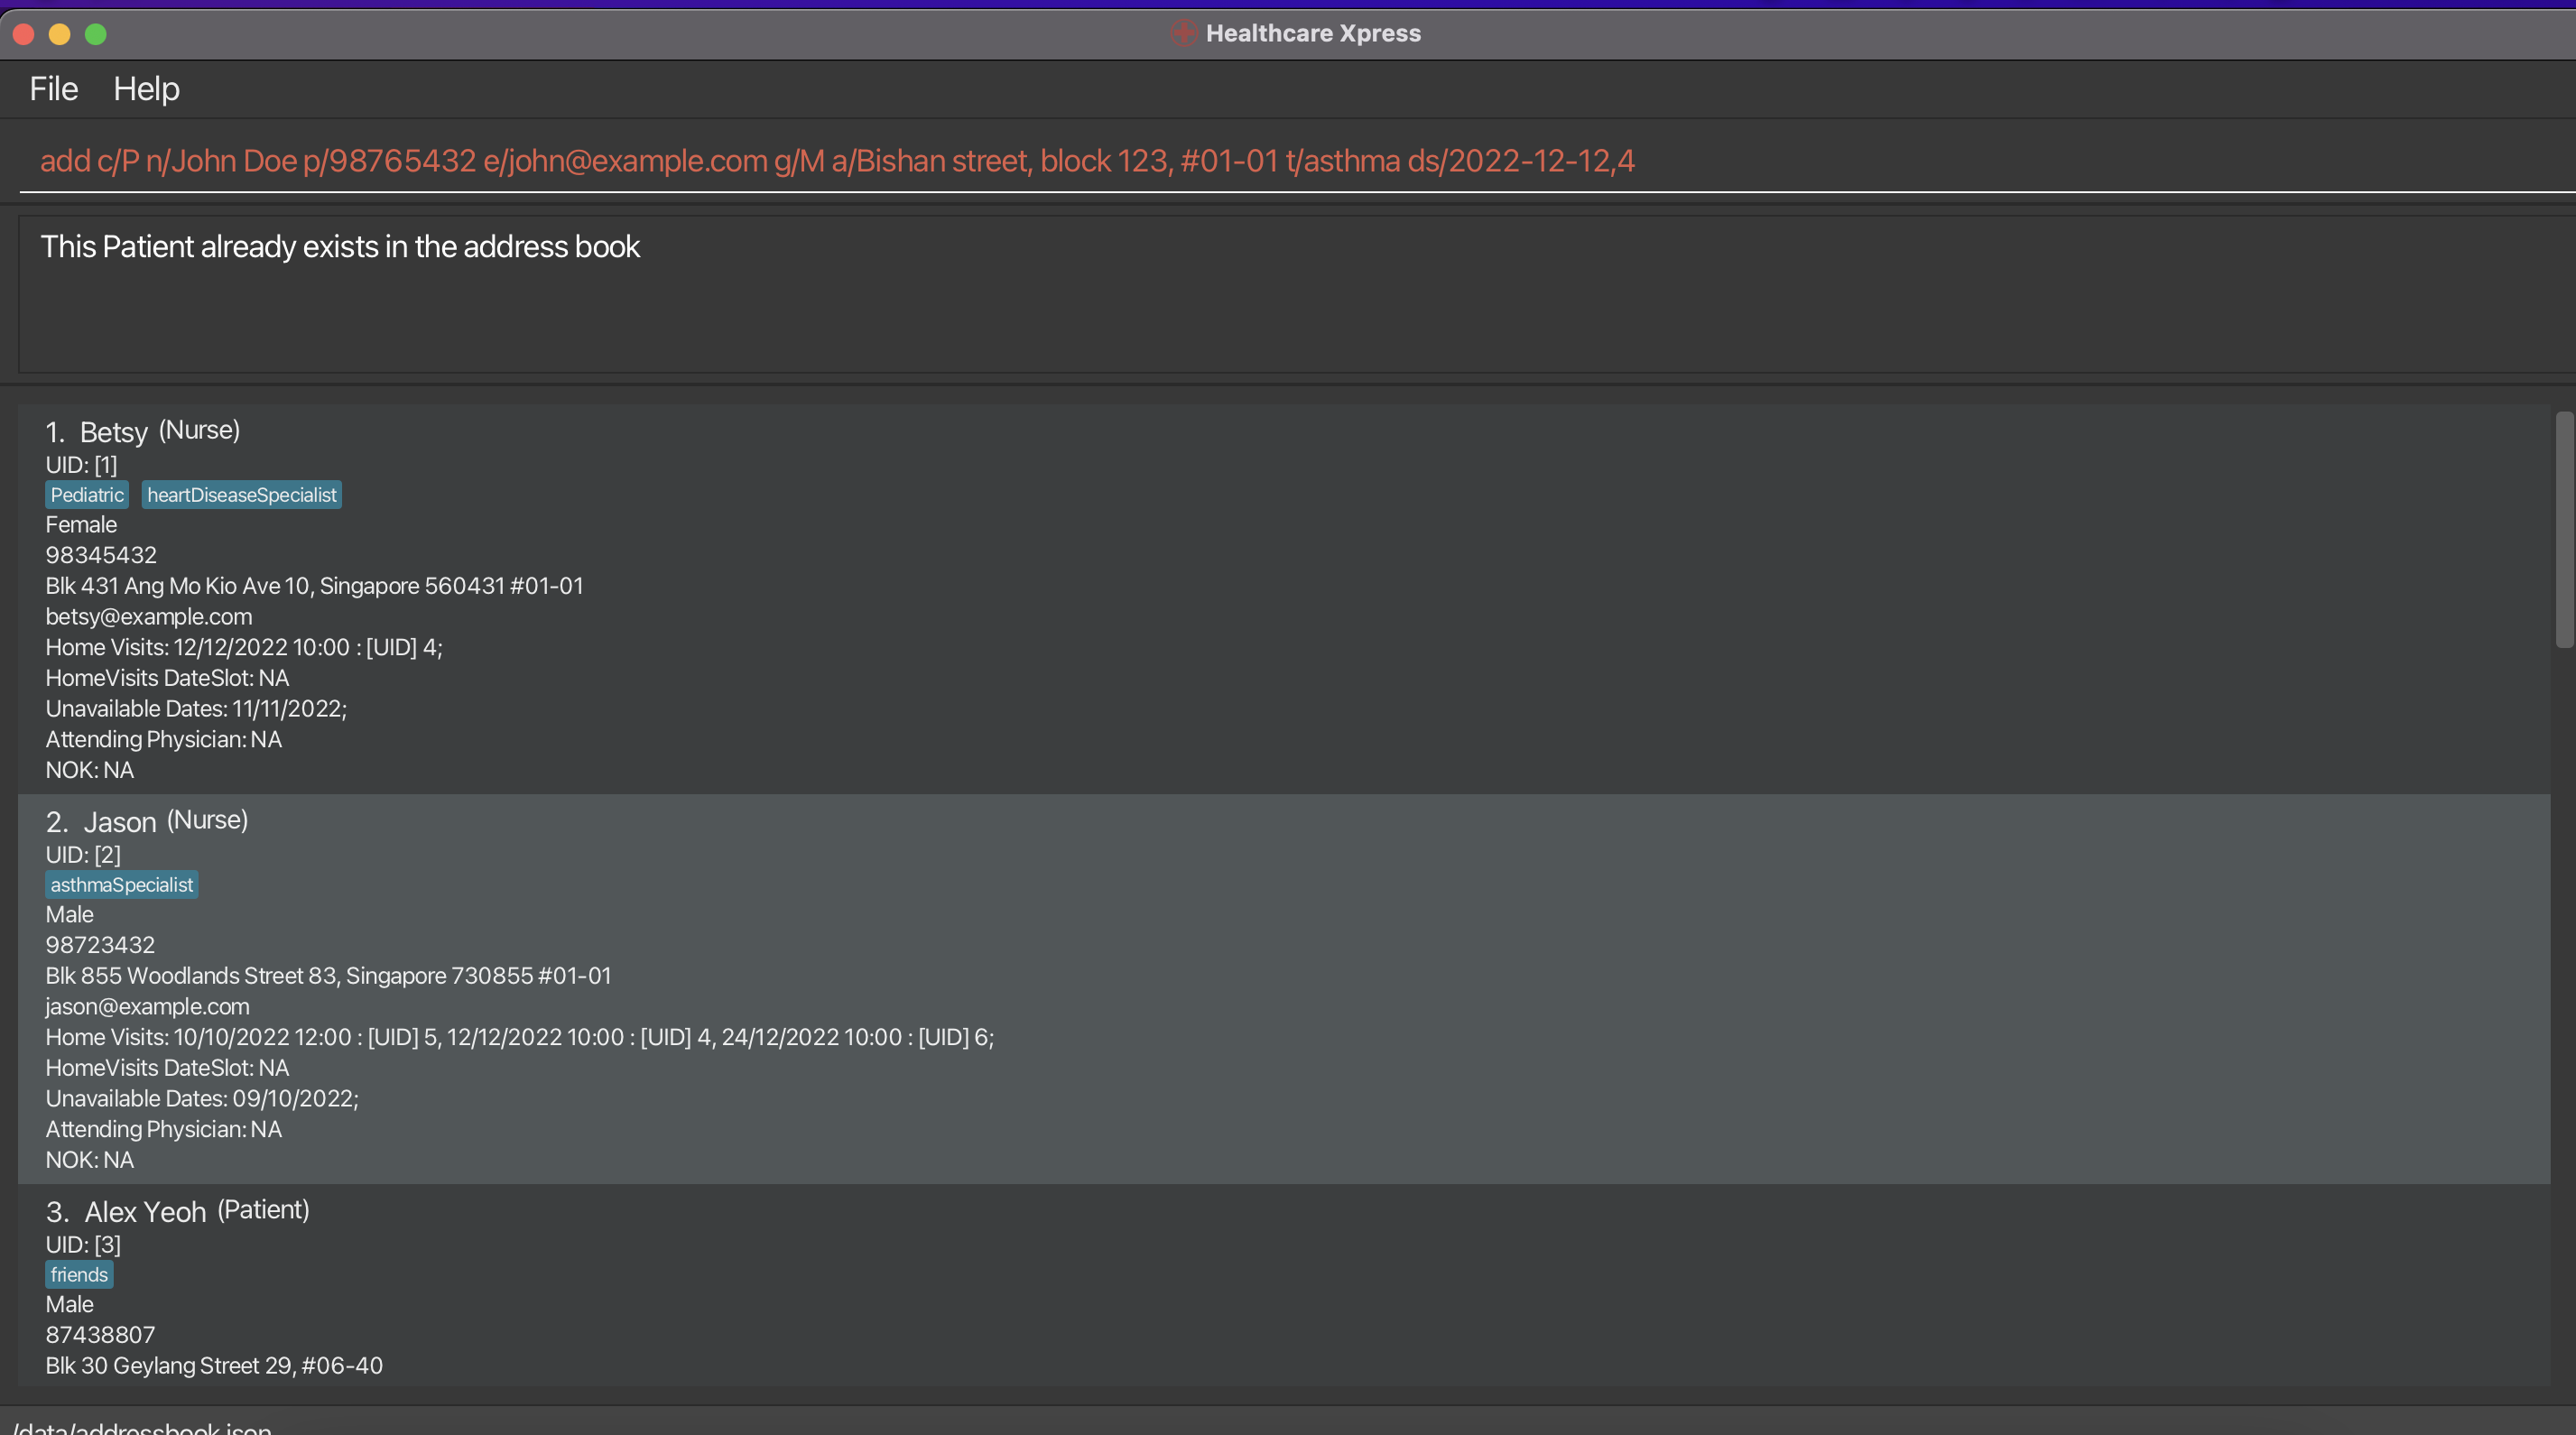 Healthcare Xpress
File Help
add c/P n/John Doe p/98765432 e/john@example.com g/M a/Bishan street, block 123, #01-01 t/asthma ds/2022-12-12,4
This Patient already exists in the address book
1. Betsy (Nurse)
UID: [1]
Pediatric heartDiseaseSpecialist
Female
98345432
Blk 431 Ang Mo Kio Ave 10, Singapore 560431 #01-01
betsy@example.com
Home Visits: 12/12/2022 10:00 : [UID] 4;
HomeVisits DateSlot: NA
Unavailable Dates: 11/11/2022;
Attending Physician: NA
NOK: NA
2. Jason (Nurse)
UID: [2]
asthmaSpecialist
Male
98723432
Blk 855 Woodlands Street 83, Singapore 730855 #01-01
jason@example.com
Home Visits: 10/10/2022 12:00 : [UID] 5, 12/12/2022 10:00 : [UID] 4, 24/12/2022 10:00 : [UID] 6;
HomeVisits DateSlot: NA
Unavailable Dates: 09/10/2022;
Attending Physician: NA
NOK: NA
3. Alex Yeoh (Patient)
UID: [3]
friends
Male
87438807
Blk 30 Geylang Street 29, #06-40
/data/addressbook.json